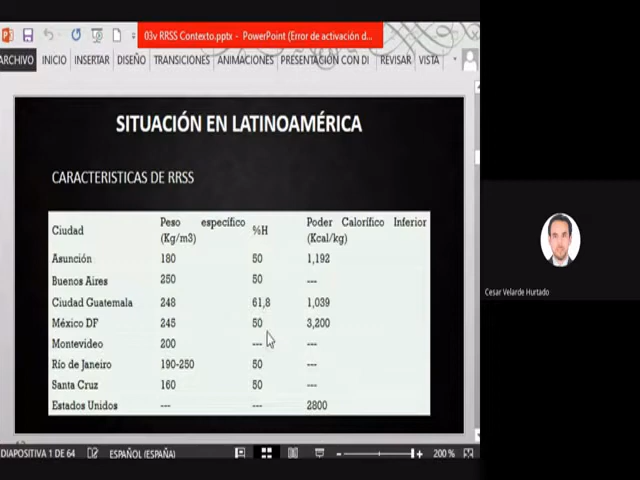 03v RRSS Contexto.pptx - PowerPoint (Error de activación d...
ARCHIVO INICIO INSERTAR DISEÑO TRANSICIONES ANIMACIONES PRESENTACIÓN CON DI REVISAR VISTA
SITUACIÓN EN LATINOAMÉRICA
CARACTERISTICAS DE RRSS
Ciudad Peso específico (Kg/m3) %H Poder Calorífico Inferior (Kcal/kg)
Asunción 180 50 1,192
Buenos Aires 250 50 ---
Ciudad Guatemala 248 61,8 1,039
México DF 245 50 3,200
Montevideo 200 --- ---
Río de Janeiro 190-250 50 ---
Santa Cruz 160 50 ---
Estados Unidos --- --- 2800
Cesar Velarde Hurtado
DIAPOSITIVA 1 DE 64 ESPAÑOL (ESPAÑA) 200 %